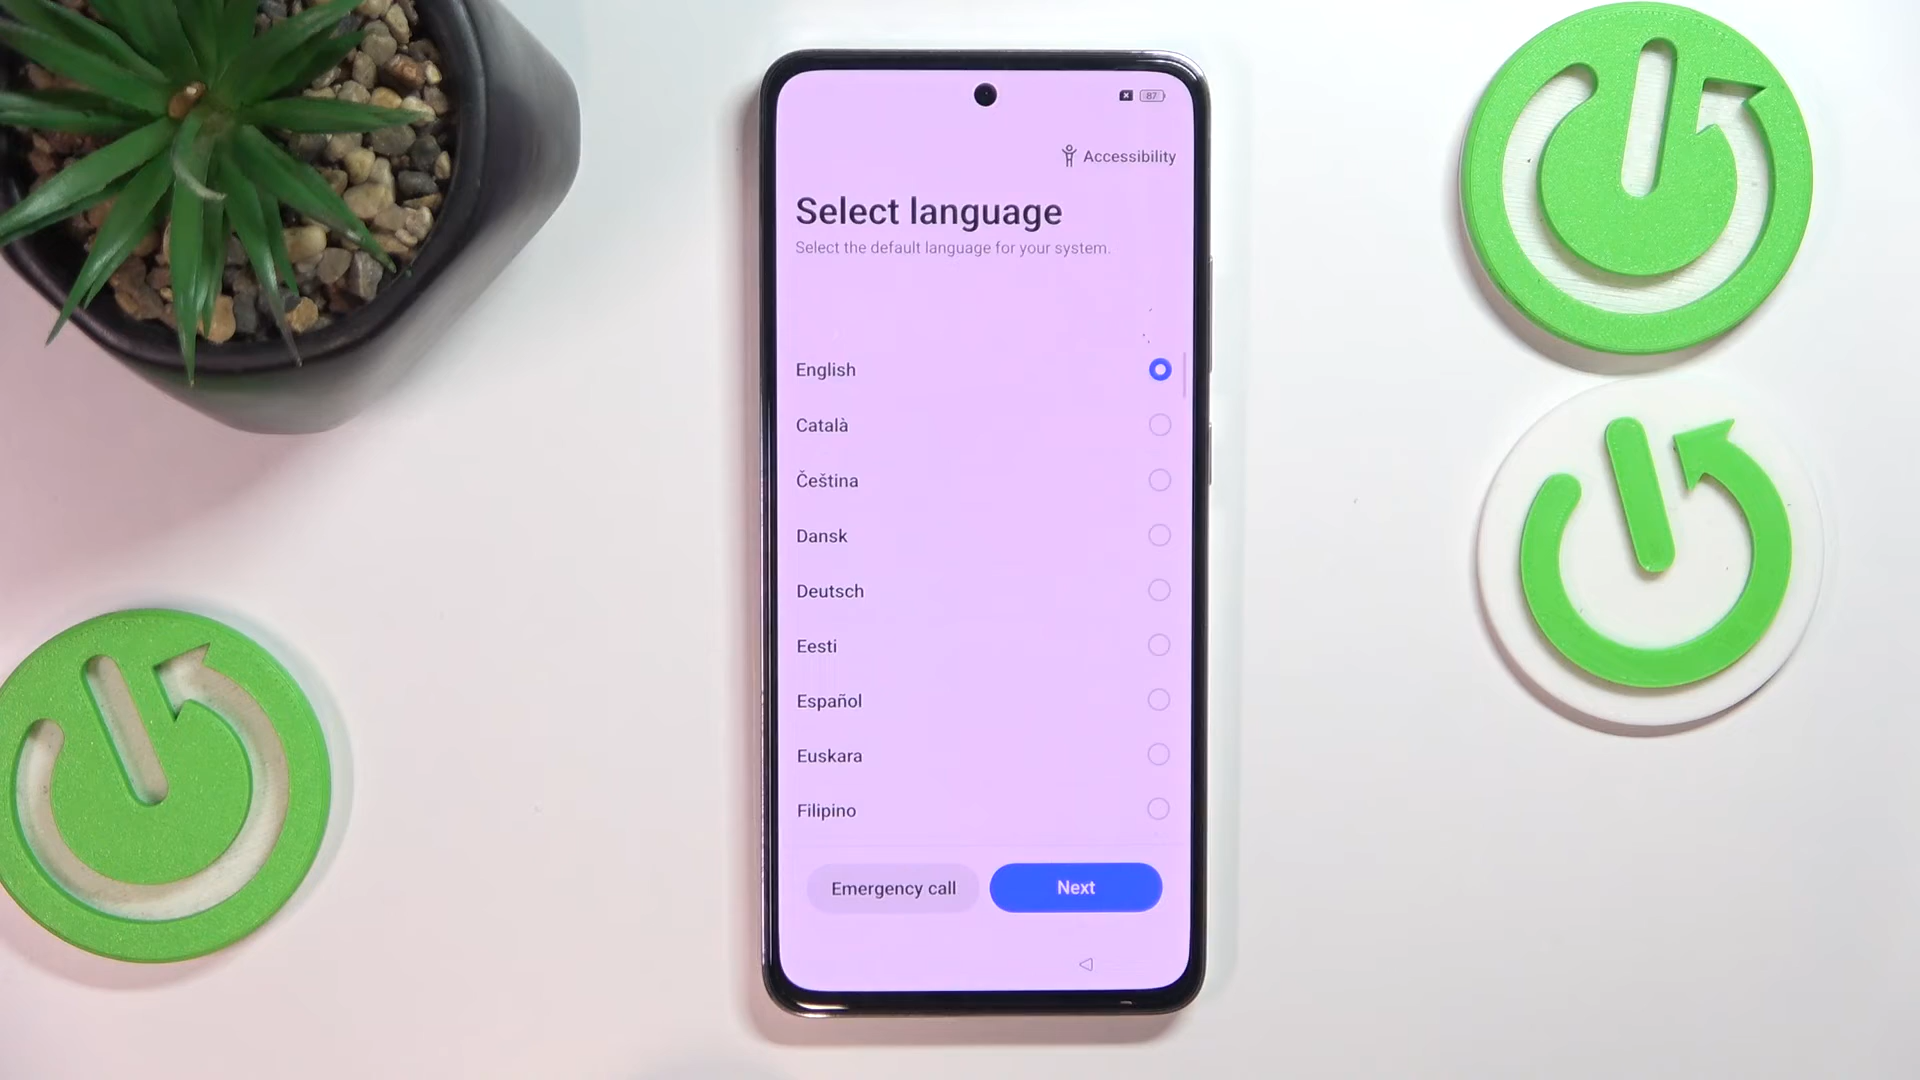 87
Accessibility
Select language
Select the default language for your system.
English
Català
Čeština
Dansk
Deutsch
Eesti
Español
Euskara
Filipino
Emergency call
Next